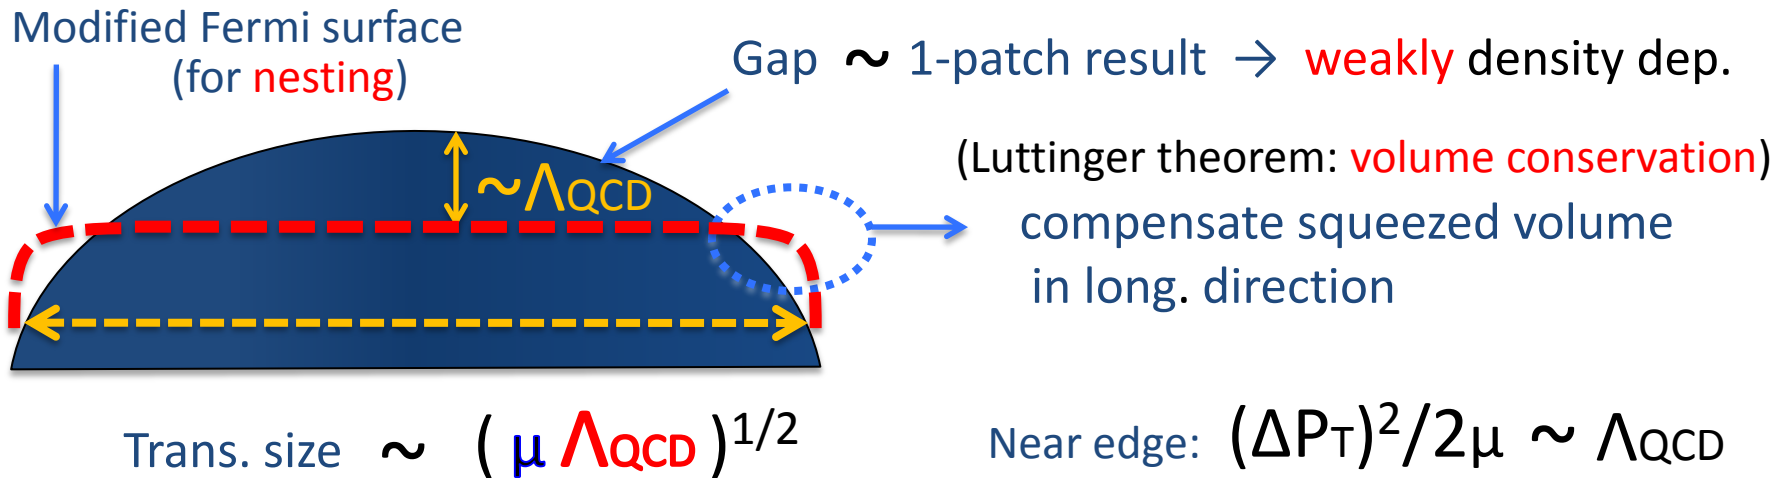 Modified Fermi surface
(for nesting)
Gap ~ 1-patch result → weakly density dep.
(Luttinger theorem: volume conservation)
~ΛQCD
compensate squeezed volume
in long. direction
Trans. size ~ ( μ ΛQCD )^1/2
Near edge: (ΔPT)²/2μ ~ ΛQCD